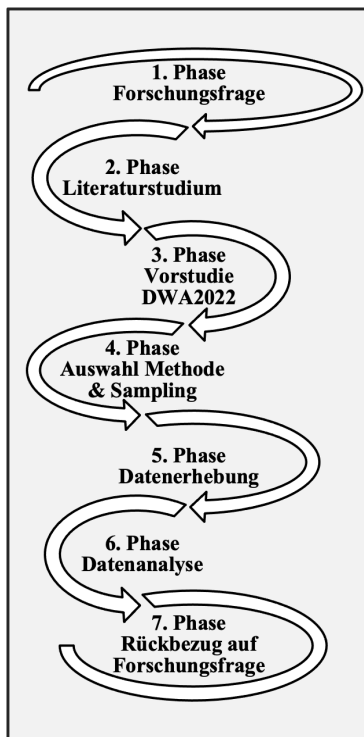 1. Phase
Forschungsfrage
2. Phase
Literaturstudium
3. Phase
Vorstudie
DWA2022
4. Phase
Auswahl Methode
& Sampling
5. Phase
Datenerhebung
6. Phase
Datenanalyse
7. Phase
Rückbezug auf
Forschungsfrage